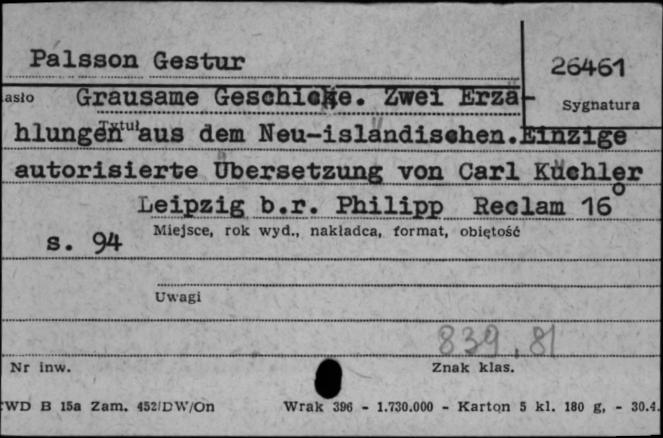 Palsson Gestur
26461
asło Grausame Geschicke. Zwei Erzä-
Sygnatura
Tytuł
hlungen aus dem Neu-isländischen.Einzige
autorisierte Übersetzung von Carl Küchler
Leipzig b.r. Philipp Reclam 16°
s. 94
Miejsce, rok wyd., nakładca, format, objętość
Uwagi
839.81
Nr inw.
Znak klas.
WD B 15a Zam. 452/DW/On Wrak 396 - 1.730.000 - Karton 5 kl. 180 g, - 30.4.